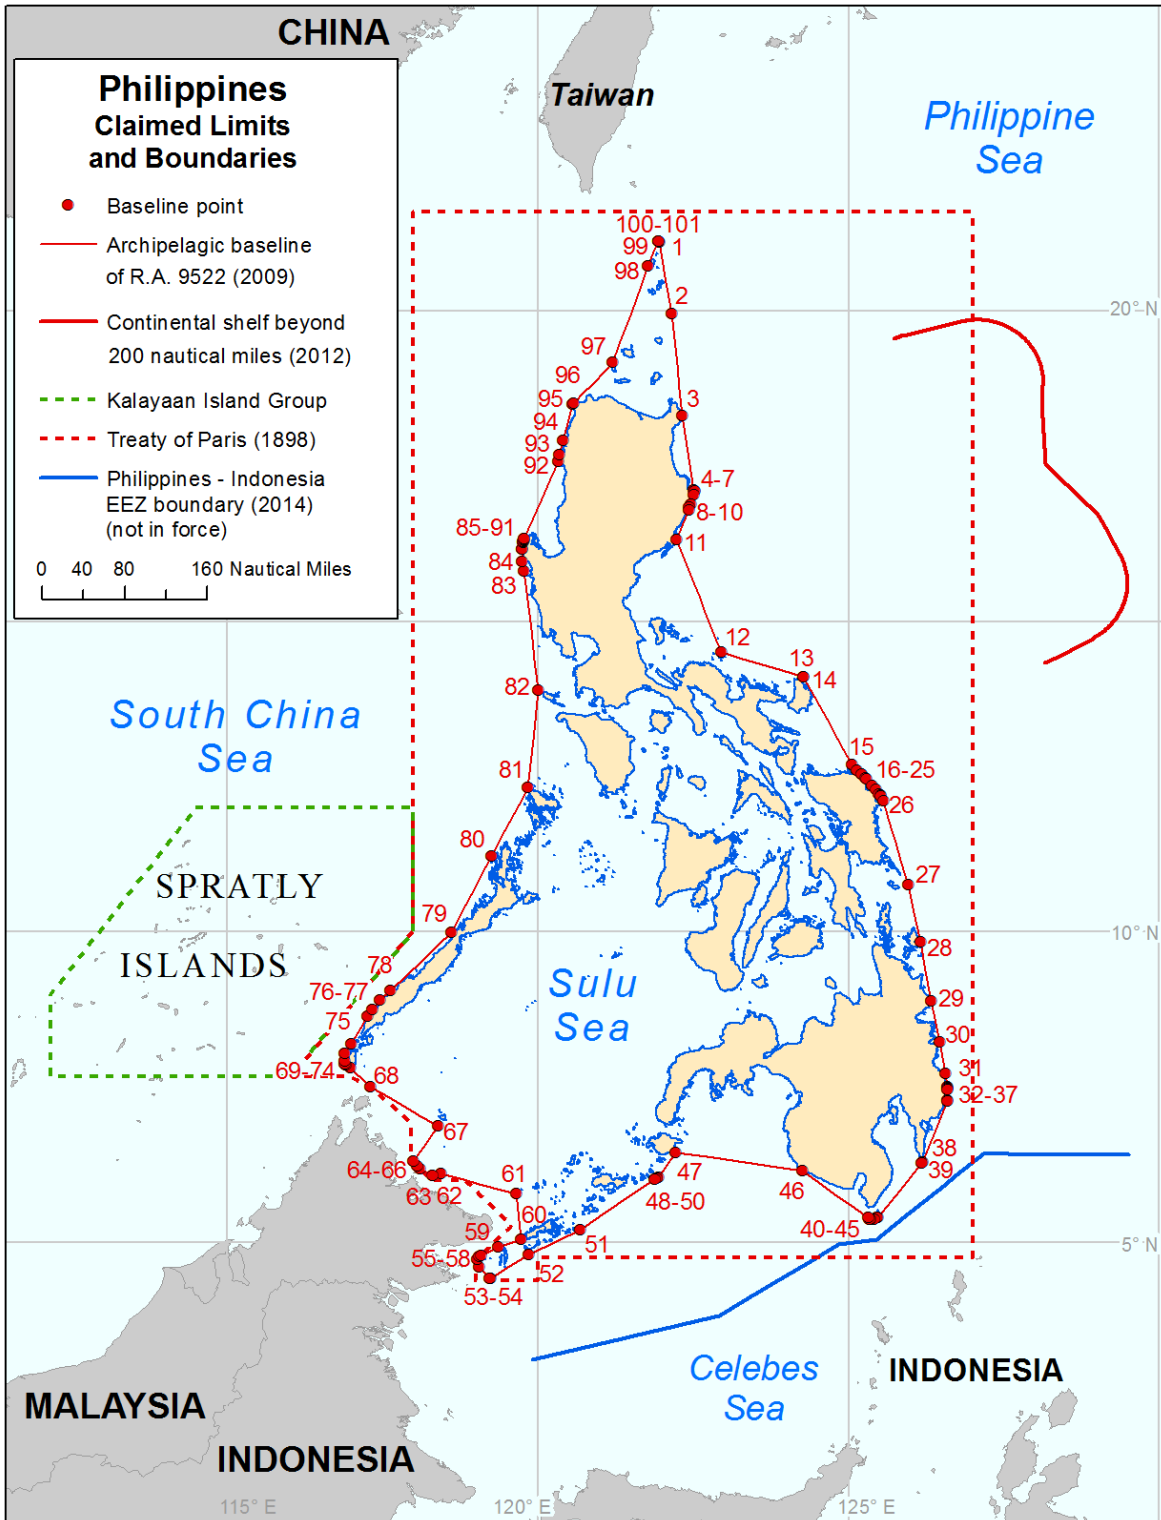 CHINA
Philippines
Claimed Limits
and Boundaries
Baseline point
Archipelagic baseline
of R.A. 9522 (2009)
Continental shelf beyond
200 nautical miles (2012)
Kalayaan Island Group
Treaty of Paris (1898)
Philippines - Indonesia
EEZ boundary (2014)
(not in force)
0 40 80 160 Nautical Miles
Taiwan
Philippine
Sea
100-101
99
1
98
2
20° N
97
96
95
3
94
93
92
4-7
8-10
85-91
11
84
83
12
13
14
82
South China
Sea
15
16-25
81
26
80
SPRATLY
27
79
10° N
28
ISLANDS
78
Sulu
Sea
76-77
29
75
30
69-74
31
68
32-37
67
38
39
64-66
47
63
62
61
46
48-50
60
59
40-45
51
5° N
55-58
52
53-54
Celebes
Sea
INDONESIA
MALAYSIA
INDONESIA
115° E
120° E
125° E